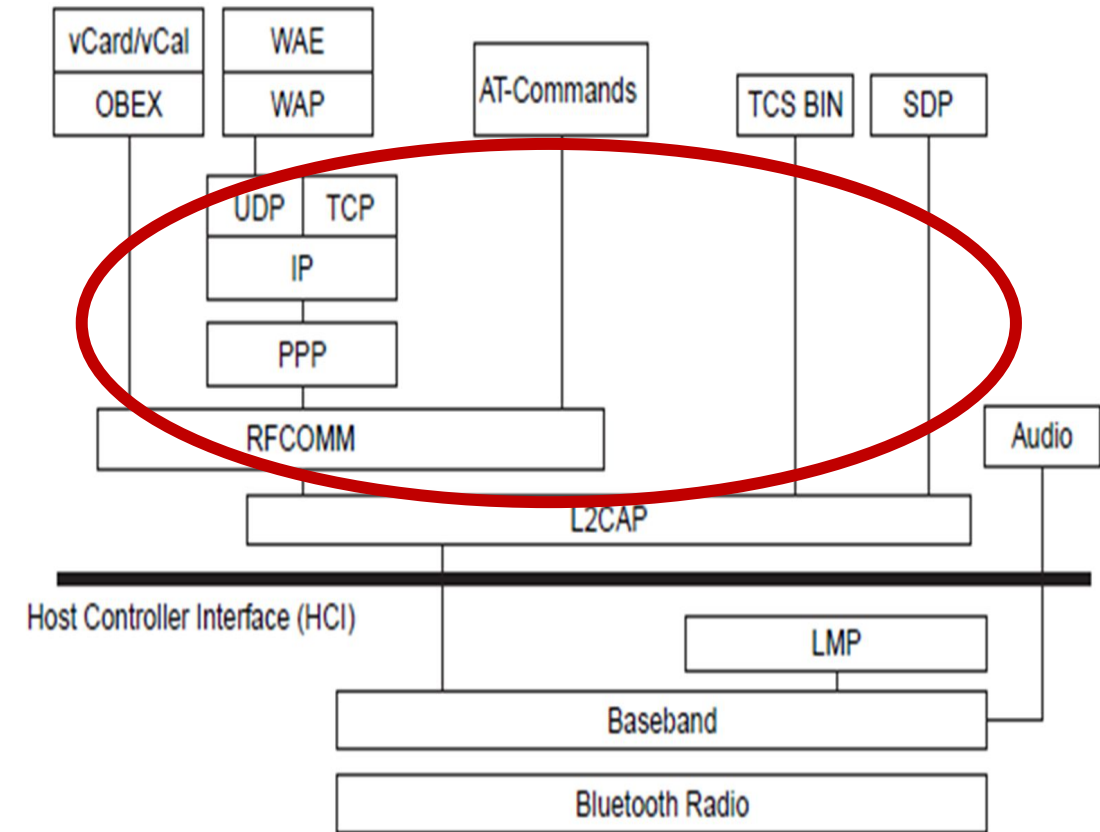 vCard/vCal
WAE
OBEX
WAP
AT-Commands
TCS BIN
SDP
UDP
TCP
IP
PPP
RFCOMM
Audio
L2CAP
Host Controller Interface (HCI)
LMP
Baseband
Bluetooth Radio